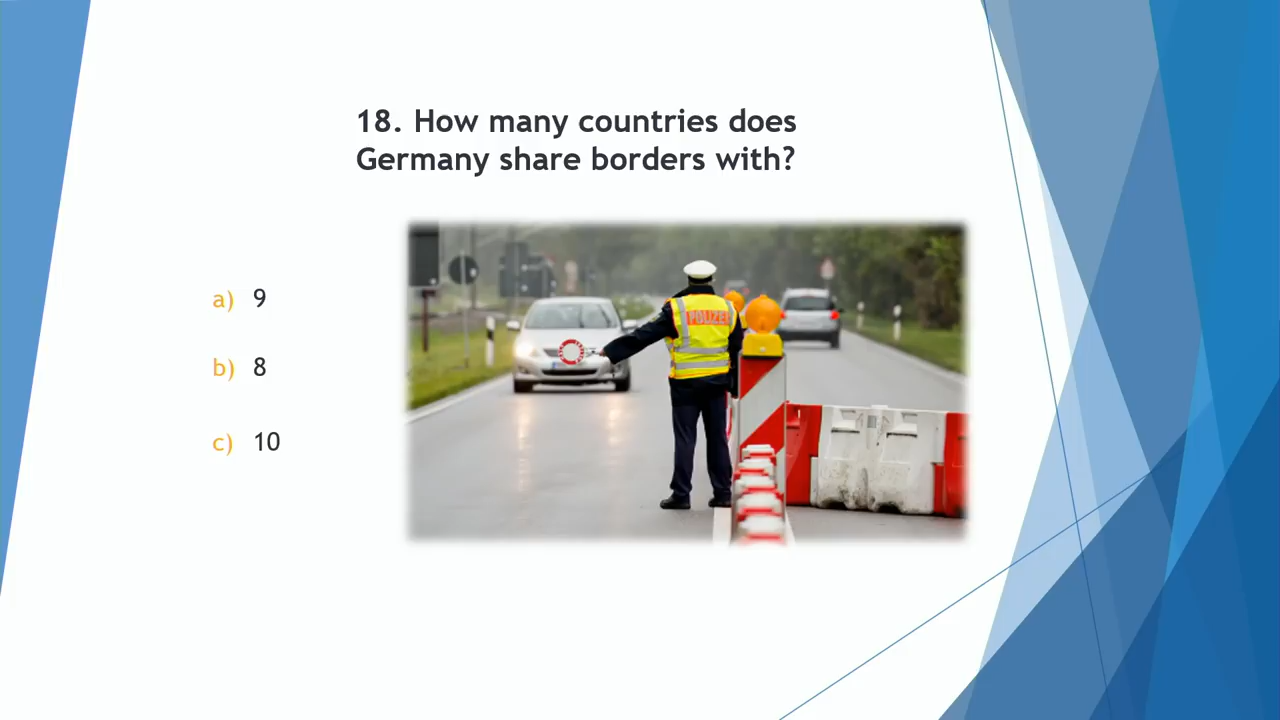 18. How many countries does
Germany share borders with?
a) 9
POLIZEI
b) 8
c) 10